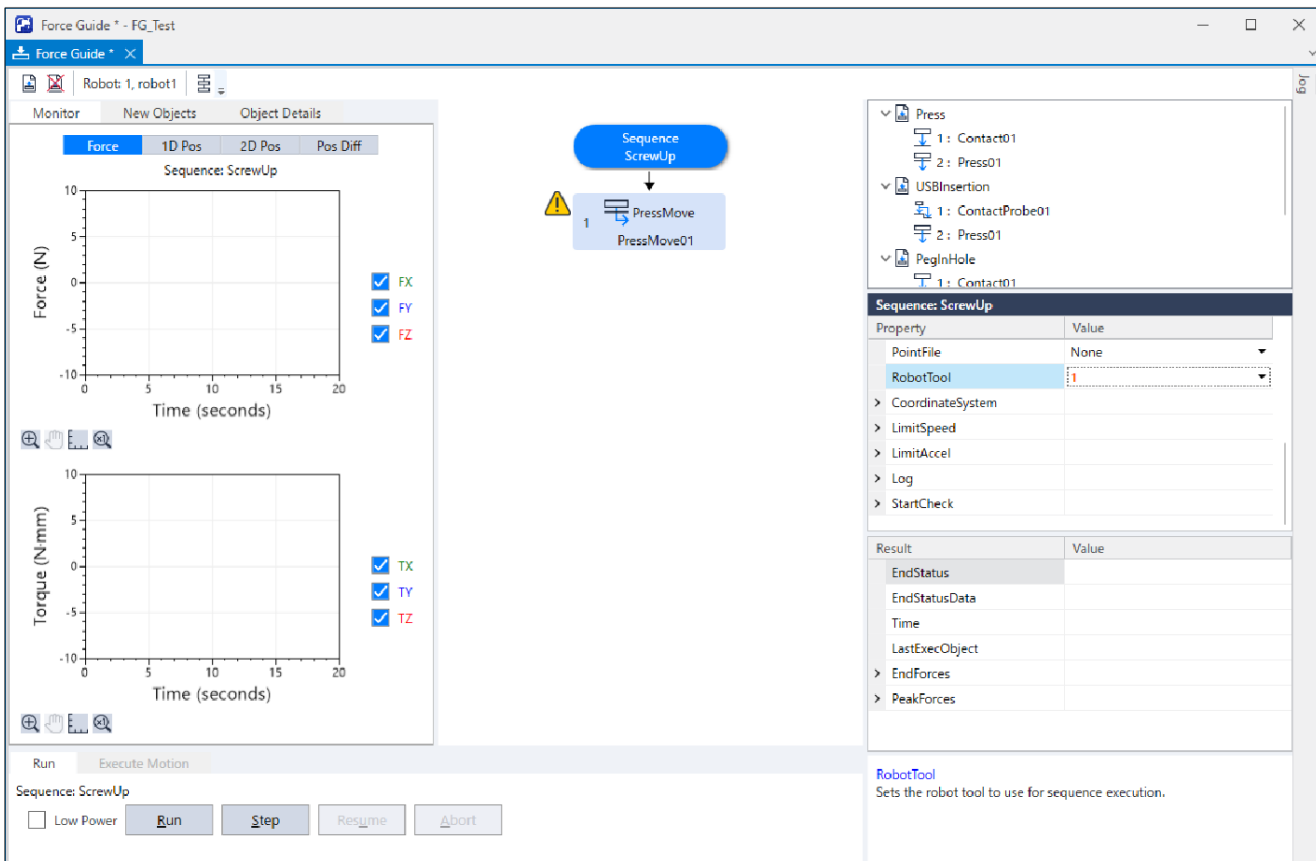 Force Guide * - FG_Test
Force Guide *
Robot: 1, robot1
Jog
Monitor New Objects Object Details
Force 1D Pos 2D Pos Pos Diff
Sequence: ScrewUp
10
5
0
-5
-10
Force (N)
0 5 10 15 20
Time (seconds)
FX
FY
FZ
10
5
0
-5
-10
Torque (N·mm)
0 5 10 15 20
Time (seconds)
TX
TY
TZ
Sequence
ScrewUp
1 PressMove
PressMove01
Press
1 : Contact01
2 : Press01
USBInsertion
1 : ContactProbe01
2 : Press01
PegInHole
1 : Contact01
Sequence: ScrewUp
Property Value
PointFile None
RobotTool 1
CoordinateSystem
LimitSpeed
LimitAccel
Log
StartCheck
Result Value
EndStatus
EndStatusData
Time
LastExecObject
EndForces
PeakForces
Run Execute Motion
Sequence: ScrewUp
Low Power Run Step Resume Abort
RobotTool
Sets the robot tool to use for sequence execution.